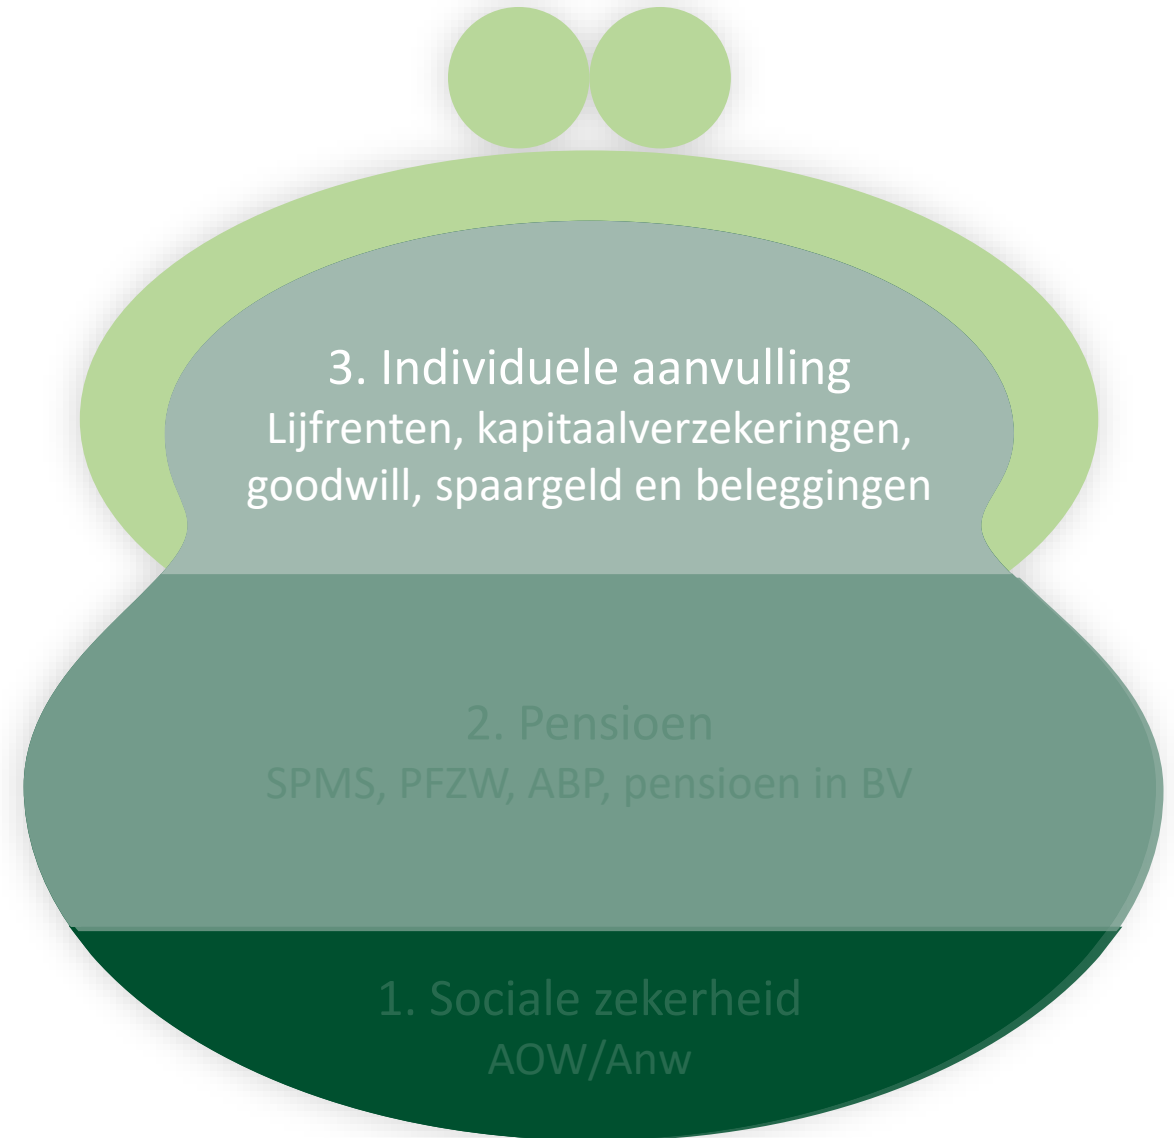 3. Individuele aanvulling
Lijfrenten, kapitaalverzekeringen,
goodwill, spaargeld en beleggingen
2. Pensioen
SPMS, PFZW, ABP, pensioen in BV
1. Sociale zekerheid
AOW/Anw